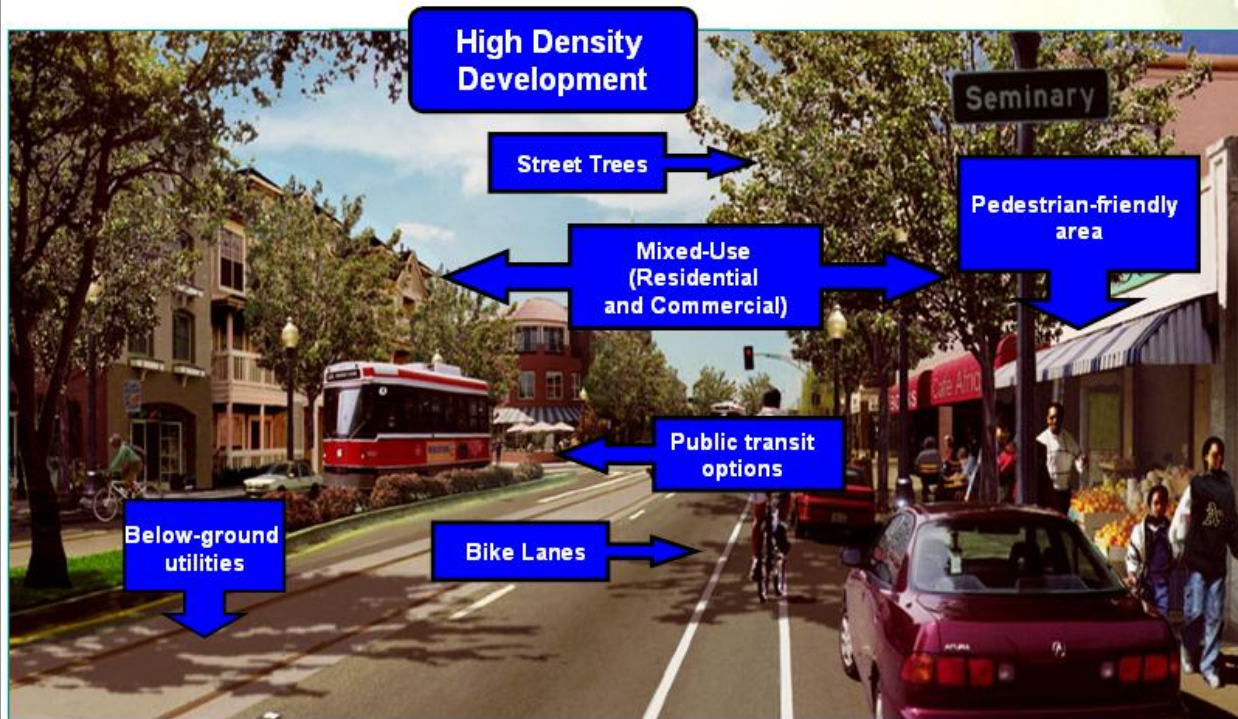 High Density
Development
Seminary
Street Trees
Pedestrian-friendly
area
Mixed-Use
(Residential
and Commercial)
Cafe
Public transit
options
Below-ground
utilities
Bike Lanes
ACURA